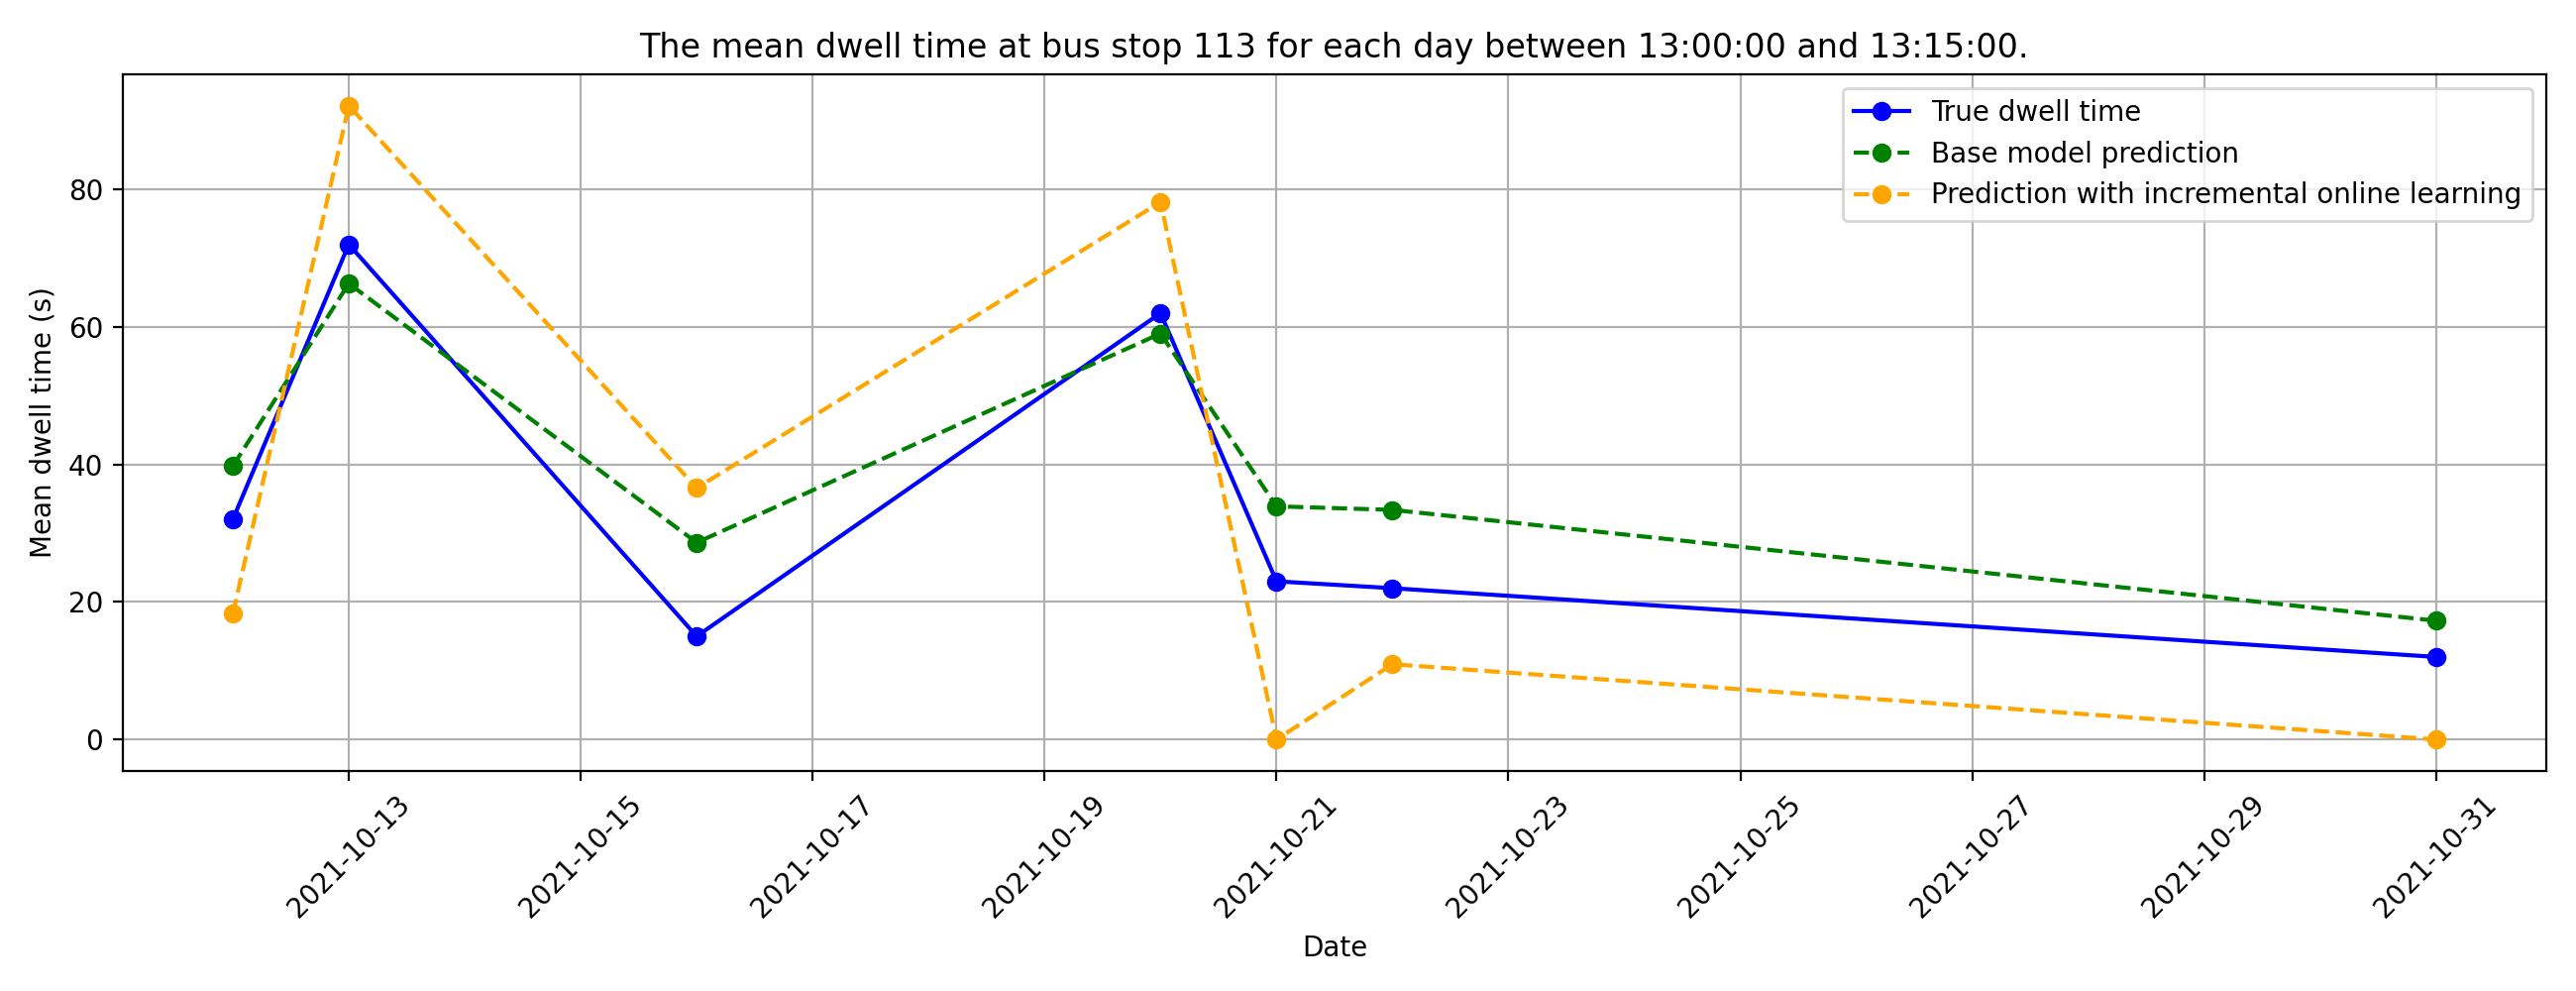 The mean dwell time at bus stop 113 for each day between 13:00:00 and 13:15:00.
True dwell time
Base model prediction
Prediction with incremental online learning
Mean dwell time (s)
80
60
40
20
0
2021-10-13
2021-10-15
2021-10-17
2021-10-19
2021-10-21
2021-10-23
2021-10-25
2021-10-27
2021-10-29
2021-10-31
Date